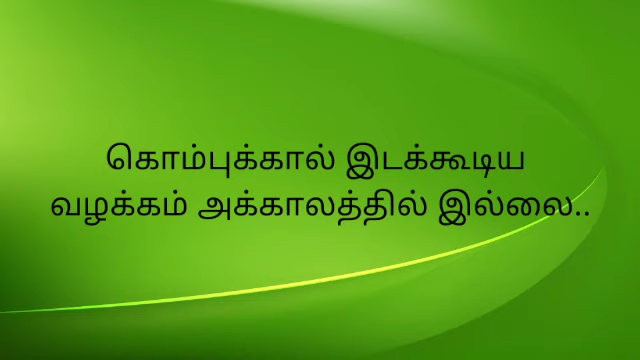 கொம்புக்கால் இடக்கூடிய
வழக்கம் அக்காலத்தில் இல்லை..